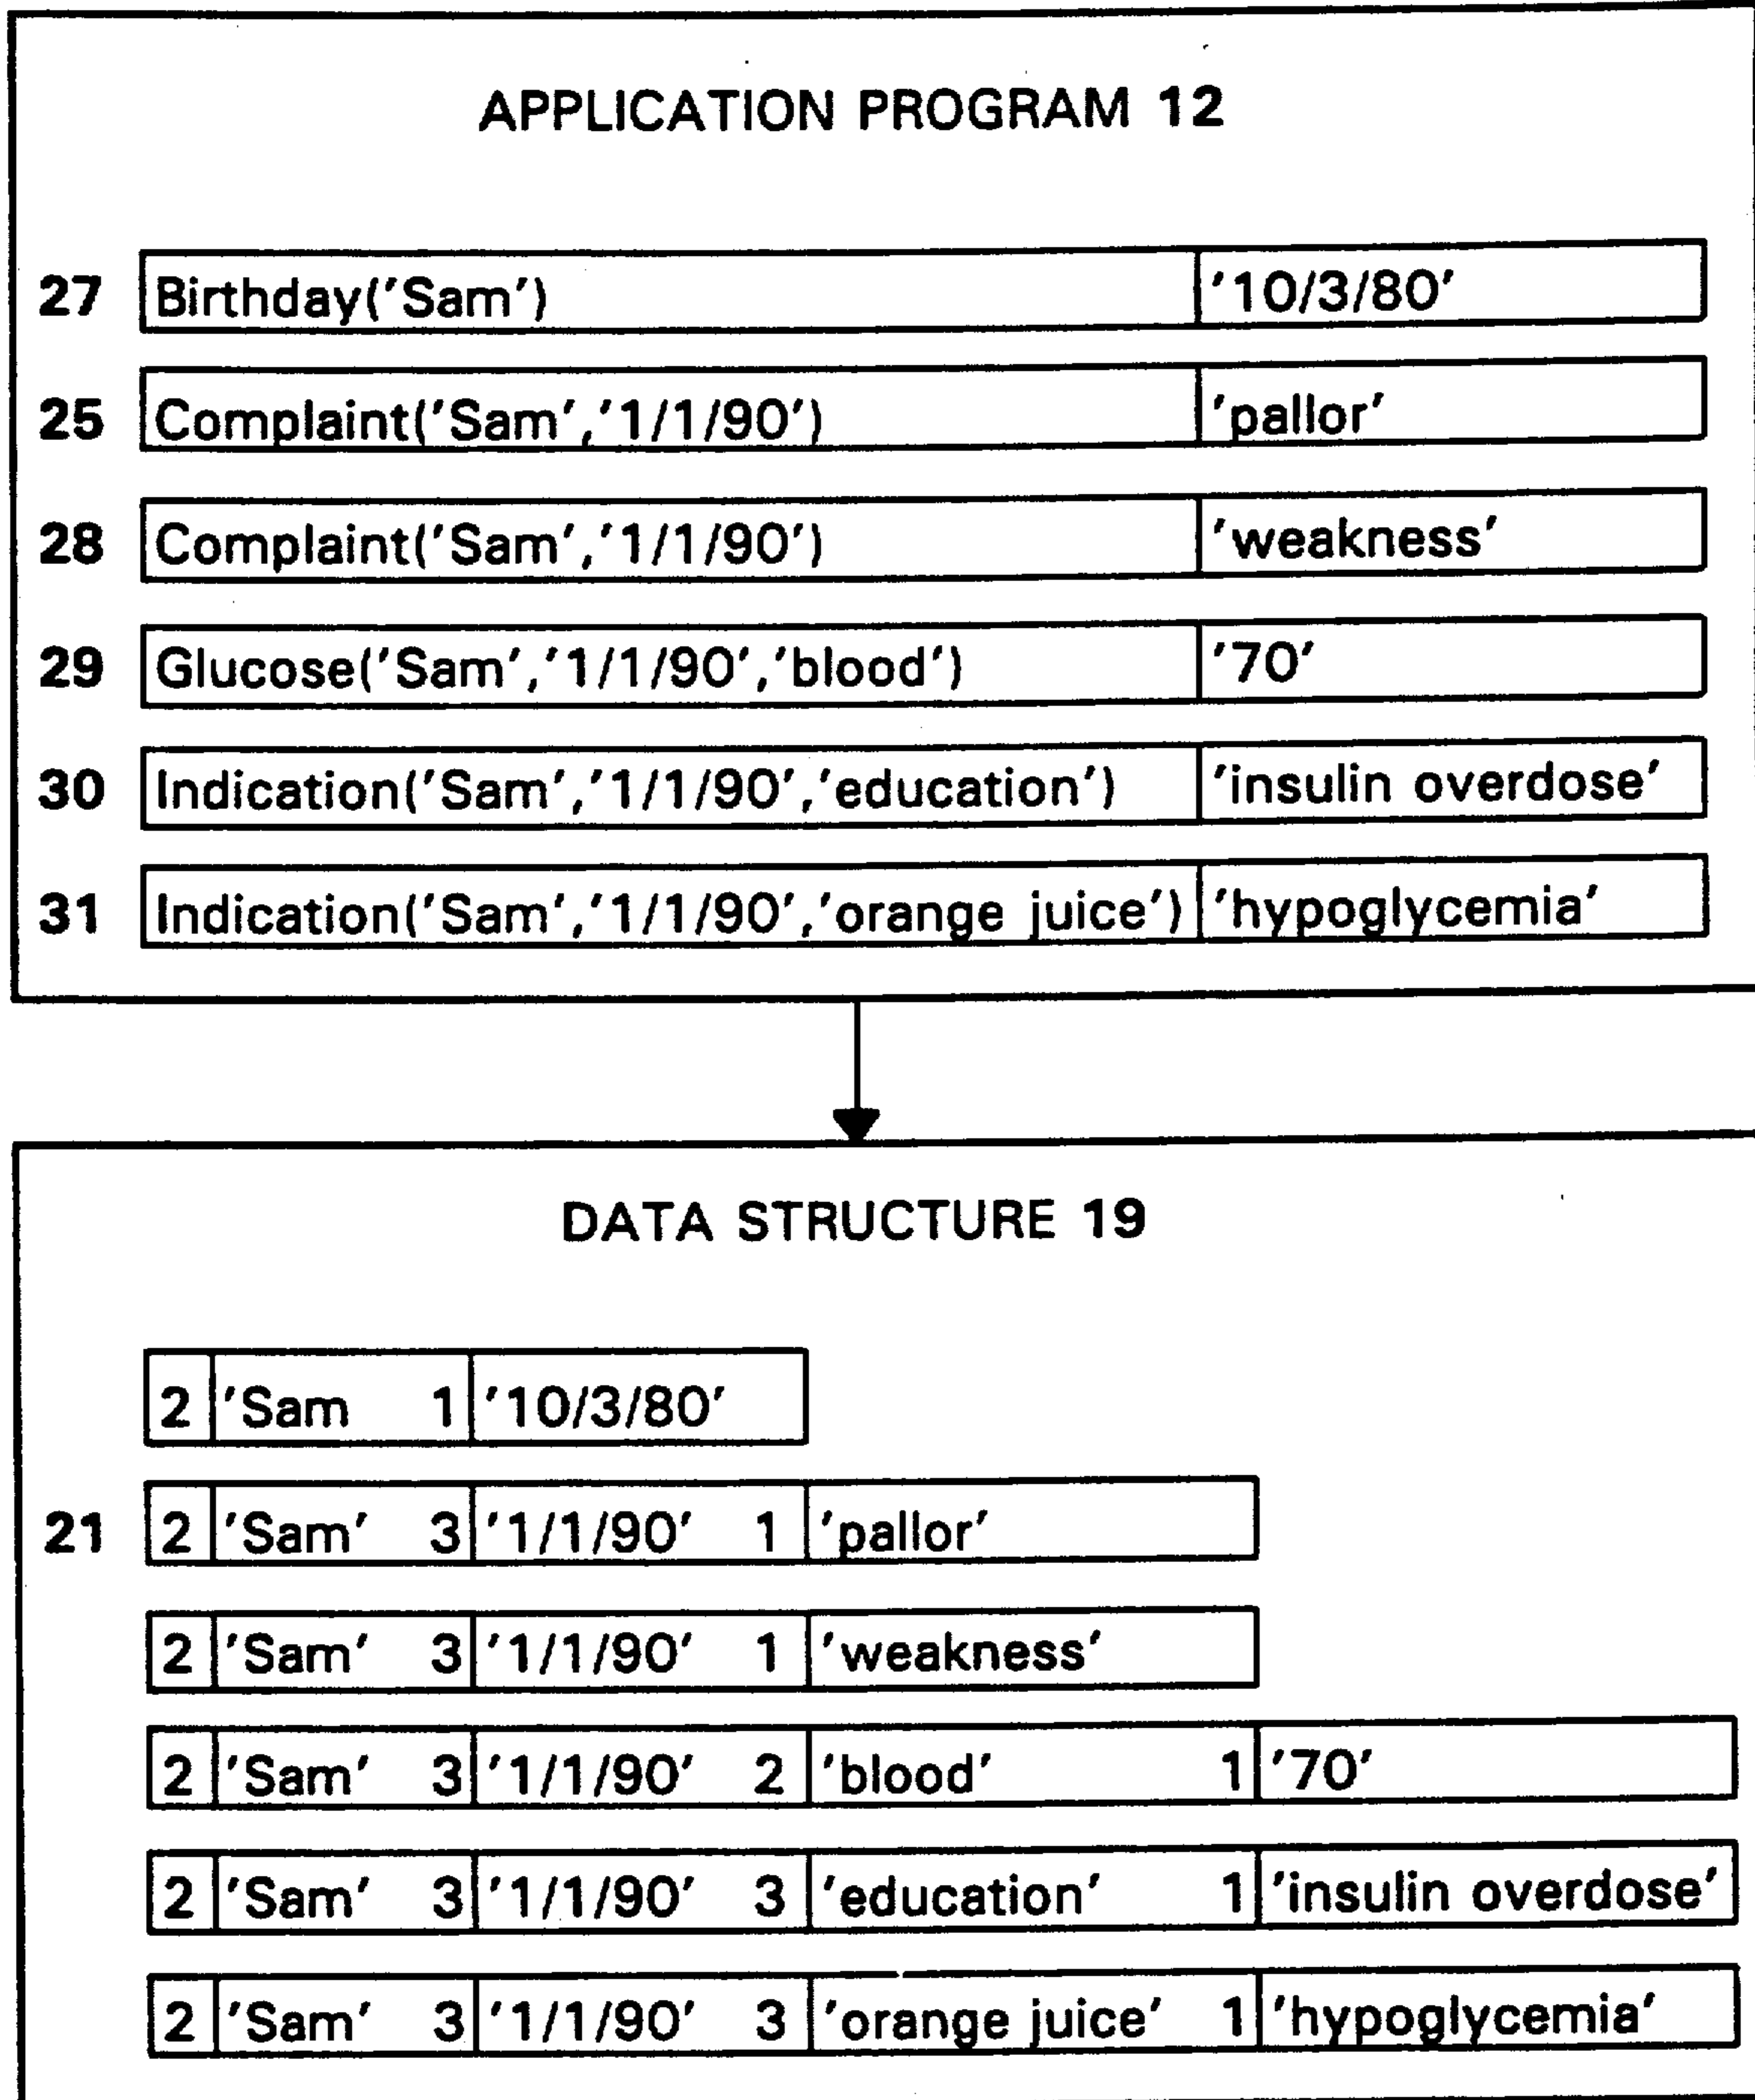 APPLICATION PROGRAM 12
27 Birthday('Sam') '10/3/80'
25 Complaint('Sam','1/1/90') 'pallor'
28 Complaint('Sam','1/1/90') 'weakness'
29 Glucose('Sam','1/1/90','blood') '70'
30 Indication('Sam','1/1/90','education') 'insulin overdose'
31 Indication('Sam','1/1/90','orange juice') 'hypoglycemia'
DATA STRUCTURE 19
2 'Sam 1 '10/3/80'
21 2 'Sam' 3 '1/1/90' 1 'pallor'
2 'Sam' 3 '1/1/90' 1 'weakness'
2 'Sam' 3 '1/1/90' 2 'blood' 1 '70'
2 'Sam' 3 '1/1/90' 3 'education' 1 'insulin overdose'
2 'Sam' 3 '1/1/90' 3 'orange juice' 1 'hypoglycemia'